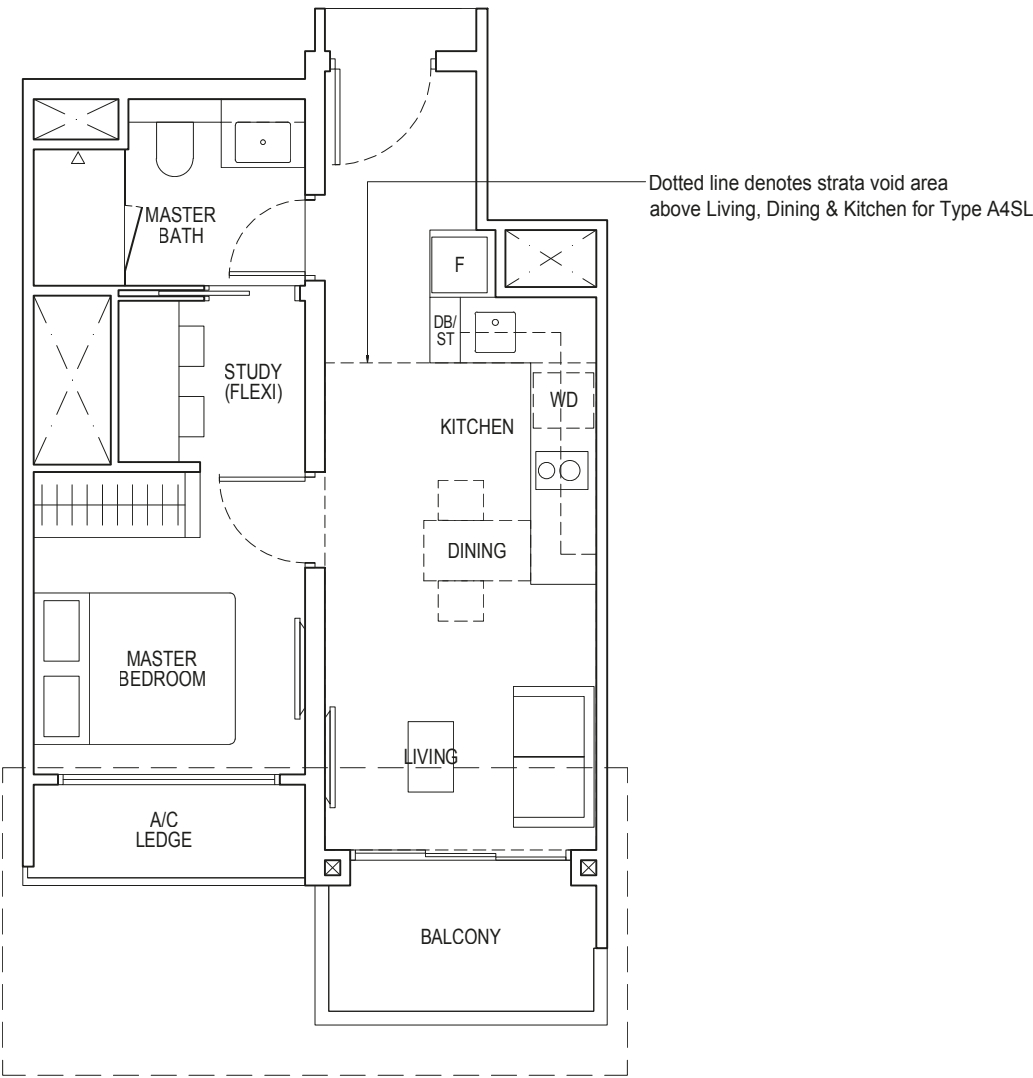 Dotted line denotes strata void area
above Living, Dining & Kitchen for Type A4SL
MASTER
BATH
F
DB/
ST
STUDY
(FLEXI)
WD
KITCHEN
DINING
MASTER
BEDROOM
LIVING
A/C
LEDGE
BALCONY